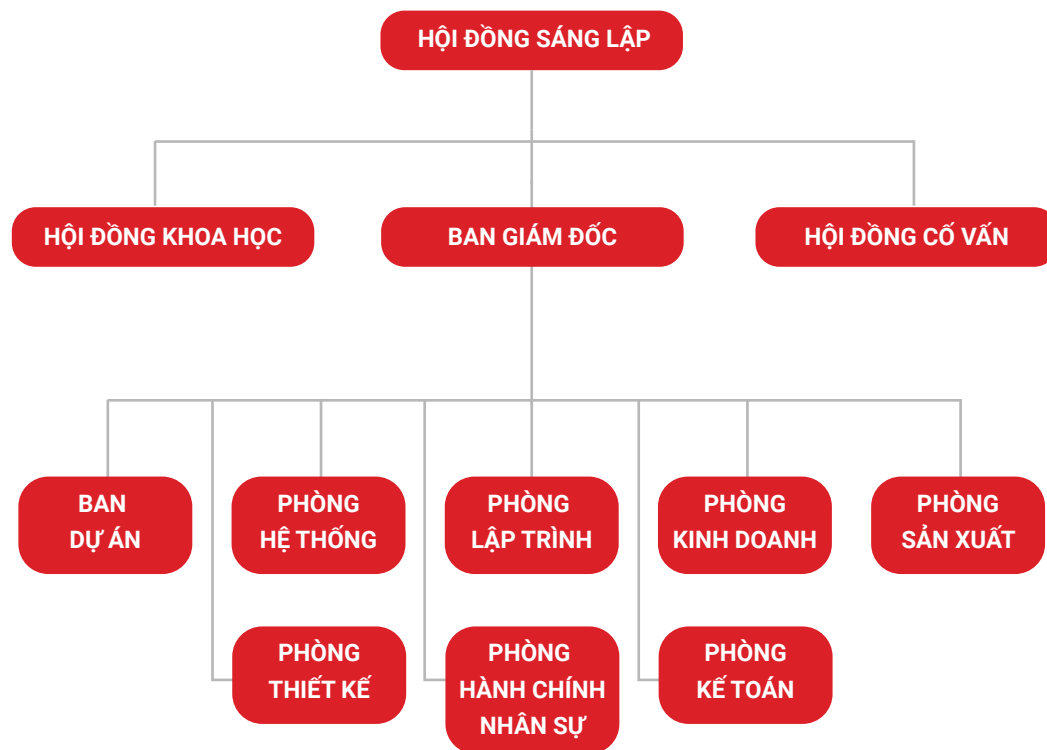 HỘI ĐỒNG SÁNG LẬP
HỘI ĐỒNG KHOA HỌC
BAN GIÁM ĐỐC
HỘI ĐỒNG CỐ VẤN
BAN
DỰ ÁN
PHÒNG
HỆ THỐNG
PHÒNG
LẬP TRÌNH
PHÒNG
KINH DOANH
PHÒNG
SẢN XUẤT
PHÒNG
THIẾT KẾ
PHÒNG
HÀNH CHÍNH
NHÂN SỰ
PHÒNG
KẾ TOÁN